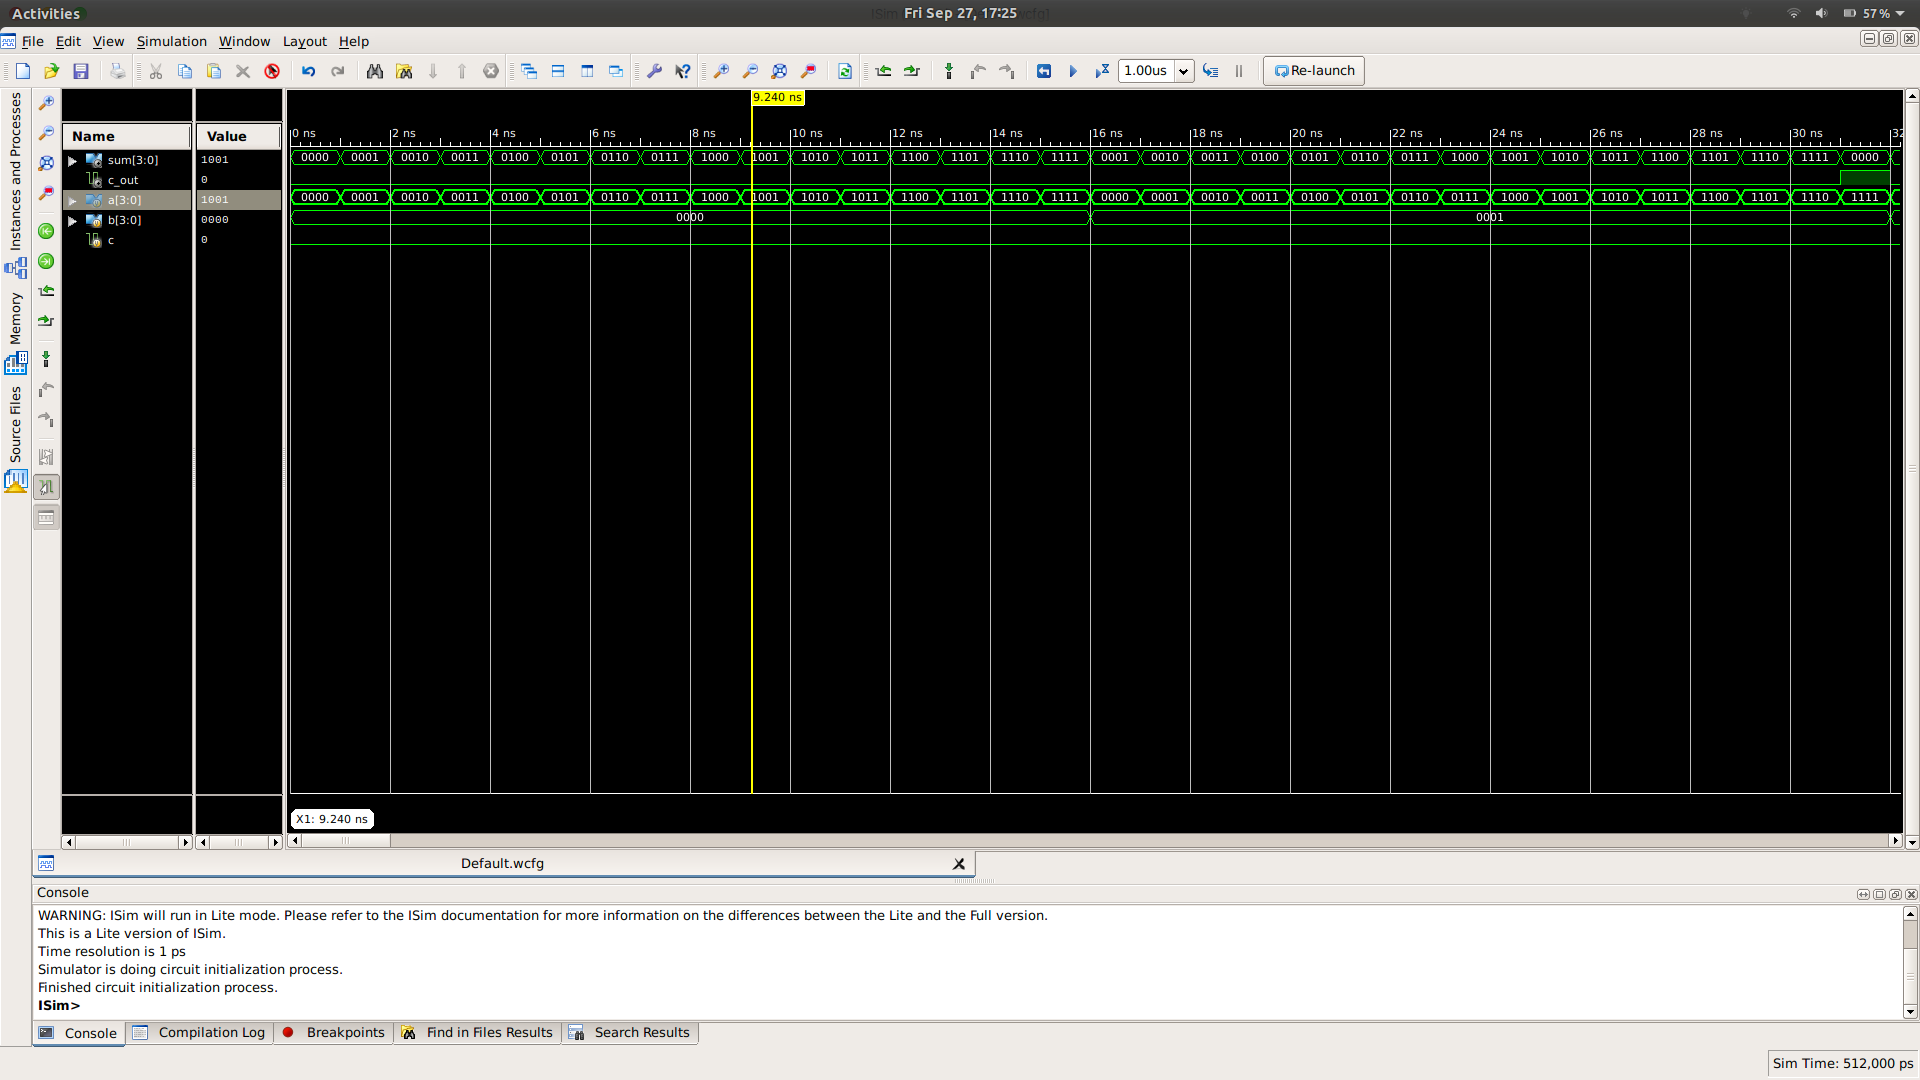 Activities
Fri Sep 27, 17:25
57 %
File Edit View Simulation Window Layout Help
1.00us
Re-launch
Instances and Processes
Memory
Source Files
Name Value
sum[3:0] 1001
c_out 0
a[3:0] 1001
b[3:0] 0000
c 0
9.240 ns
0 ns 2 ns 4 ns 6 ns 8 ns 10 ns 12 ns 14 ns 16 ns 18 ns 20 ns 22 ns 24 ns 26 ns 28 ns 30 ns 32
0000 0001 0010 0011 0100 0101 0110 0111 1000 1001 1010 1011 1100 1101 1110 1111 0001 0010 0011 0100 0101 0110 0111 1000 1001 1010 1011 1100 1101 1110 1111 0000
0000 0001 0010 0011 0100 0101 0110 0111 1000 1001 1010 1011 1100 1101 1110 1111 0000 0001 0010 0011 0100 0101 0110 0111 1000 1001 1010 1011 1100 1101 1110 1111
0000 0001
X1: 9.240 ns
Default.wcfg
Console
WARNING: ISim will run in Lite mode. Please refer to the ISim documentation for more information on the differences between the Lite and the Full version.
This is a Lite version of ISim.
Time resolution is 1 ps
Simulator is doing circuit initialization process.
Finished circuit initialization process.
ISim>
Console Compilation Log Breakpoints Find in Files Results Search Results
Sim Time: 512,000 ps